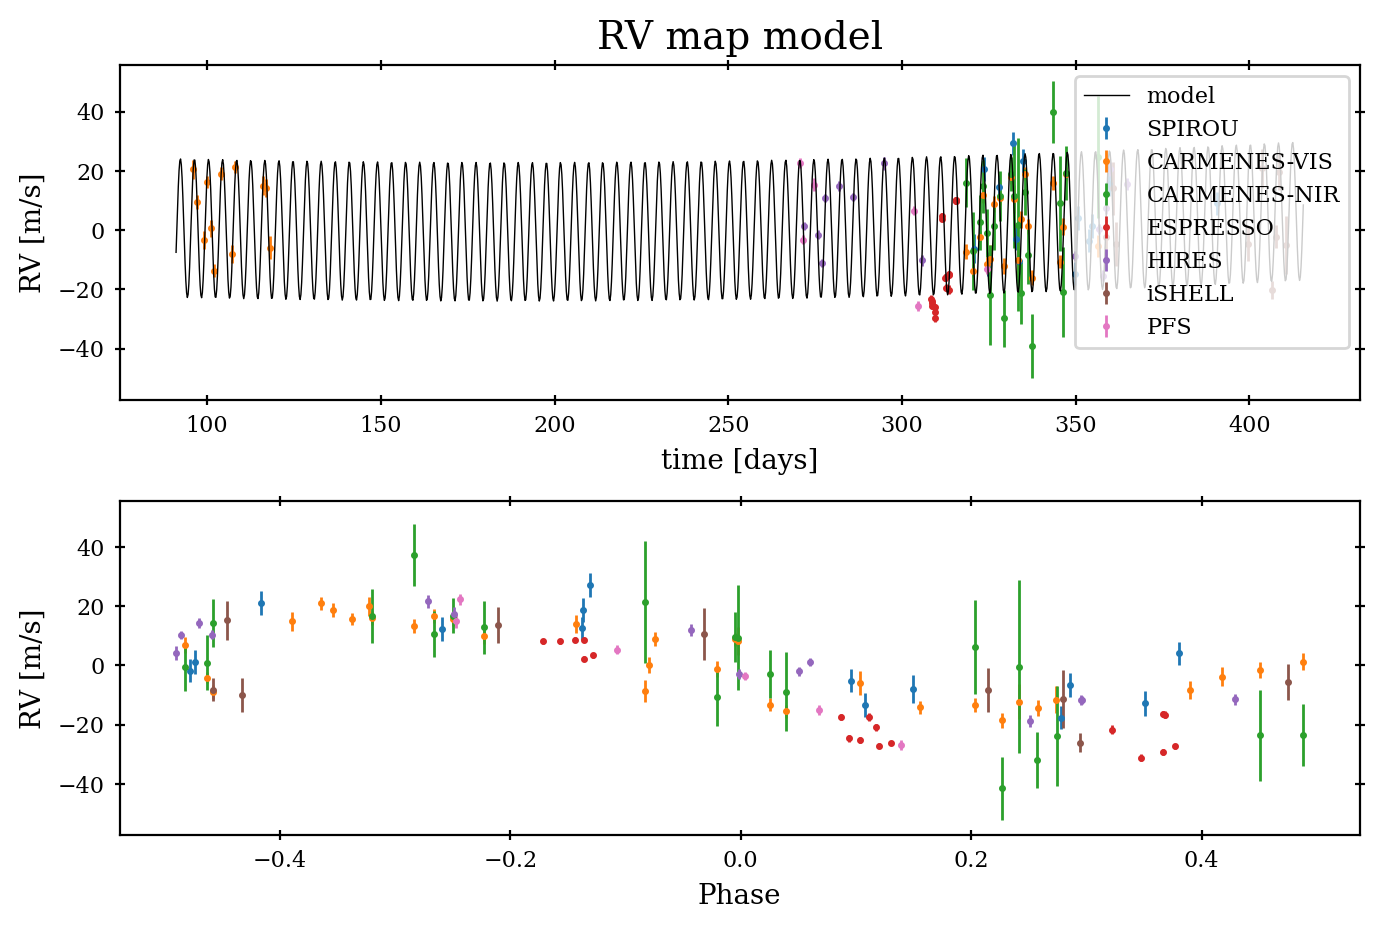 RV map model
RV [m/s]
40
20
0
−20
−40
100
150
200
250
300
350
400
time [days]
model
SPIROU
CARMENES-VIS
CARMENES-NIR
ESPRESSO
HIRES
iSHELL
PFS
RV [m/s]
40
20
0
−20
−40
−0.4
−0.2
0.0
0.2
0.4
Phase